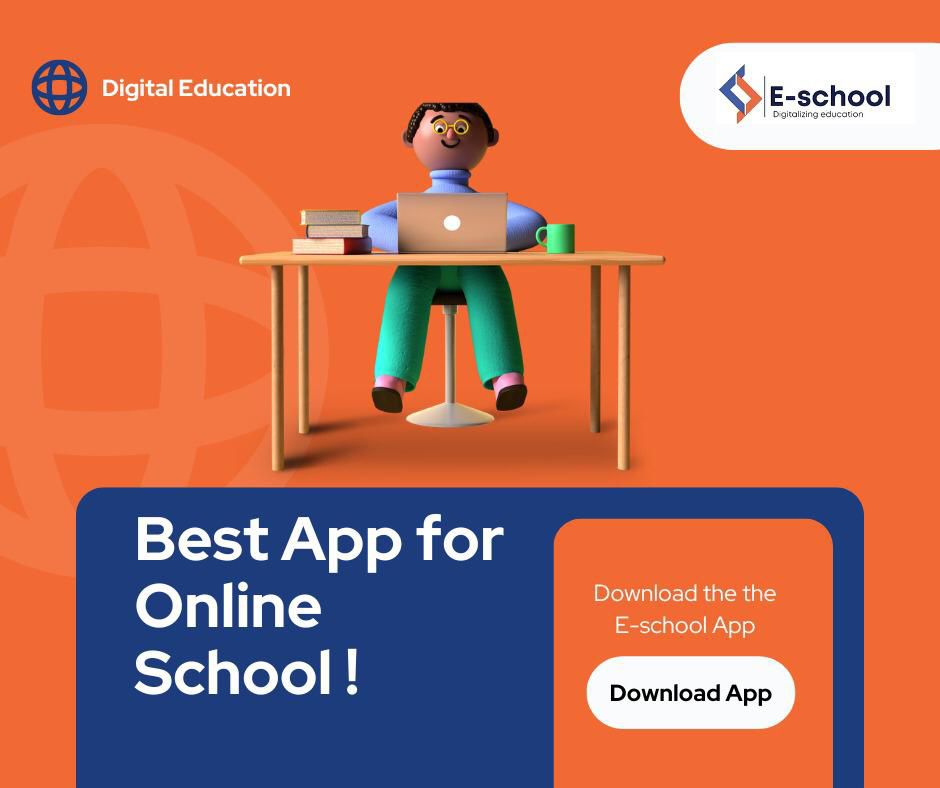 Digital Education
E-school
Digitalizing education
Best App for
Online
School !
Download the the
E-school App
Download App